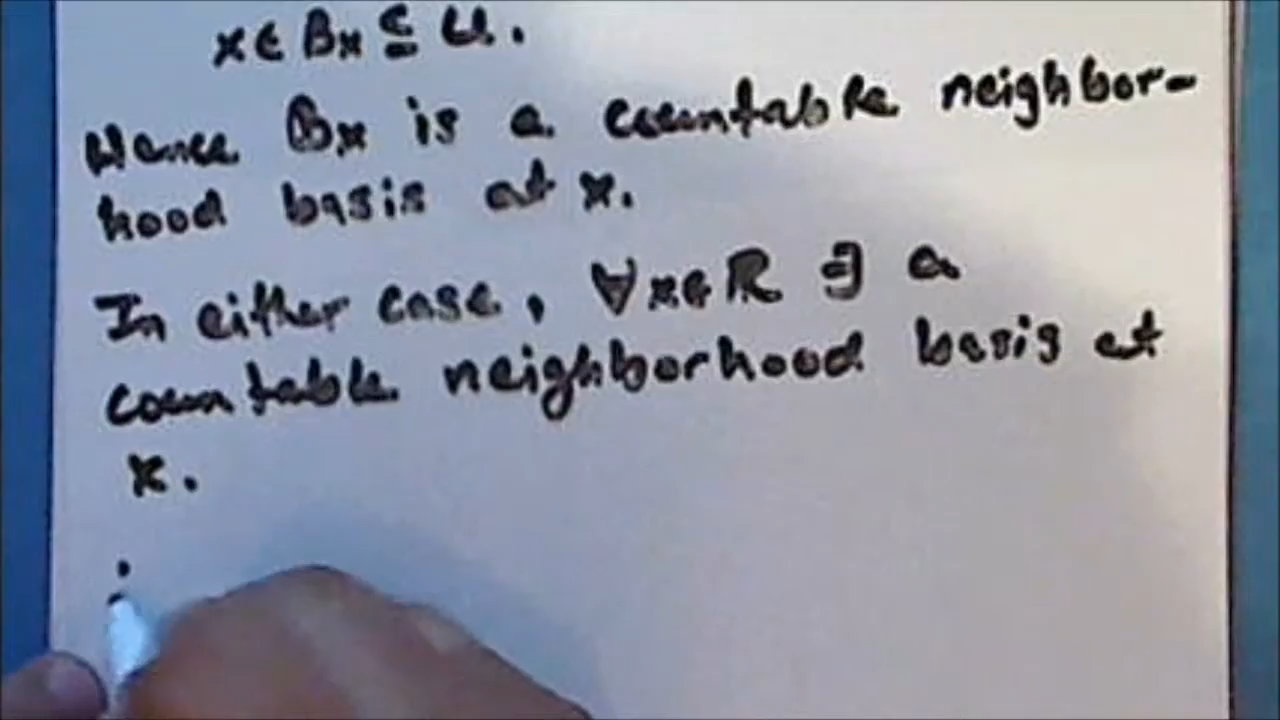 x ∈ Bx ⊆ U.
Hence Bx is a countable neighbor-
hood basis at x.
In either case, ∀x∈ℝ ∃ a
countable neighborhood basis at
x.